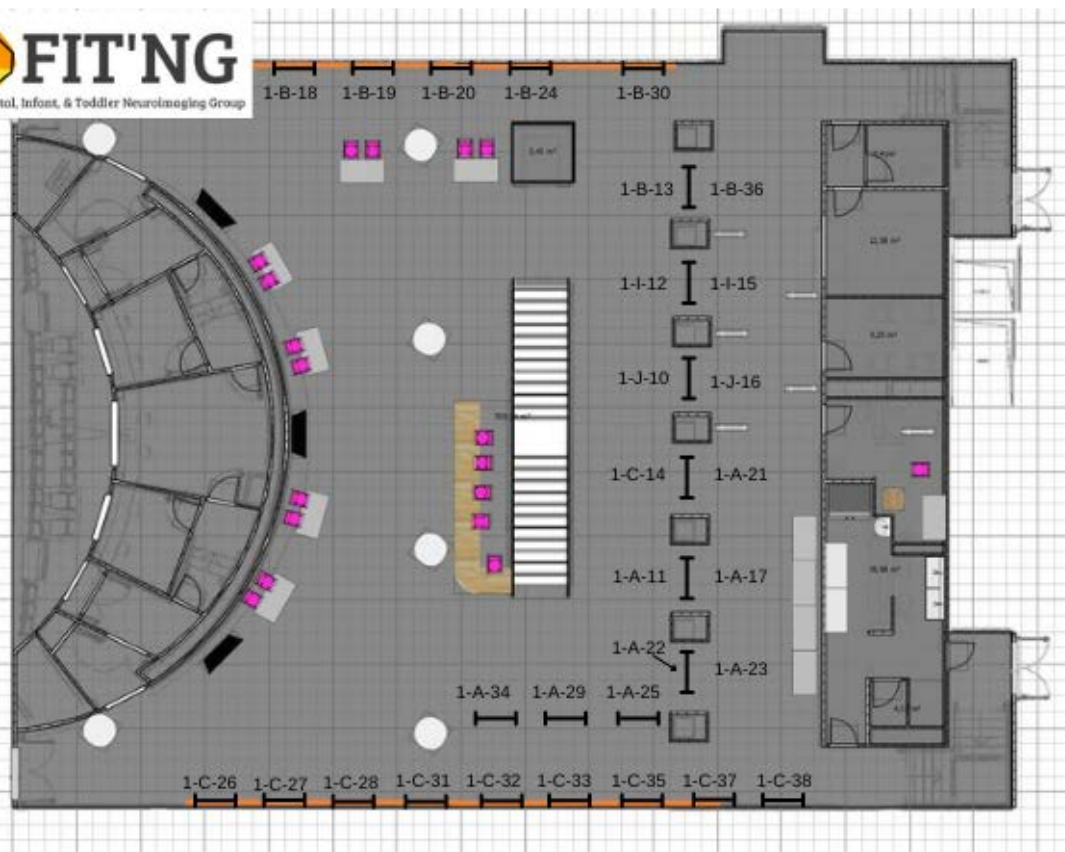 FIT'NG
tal, Infant, & Toddler Neuroimaging Group
1-B-18 1-B-19 1-B-20 1-B-24 1-B-30
1-B-13 1-B-36
1-I-12 1-I-15
1-J-10 1-J-16
1-C-14 1-A-21
1-A-11 1-A-17
1-A-22
1-A-23
1-A-34 1-A-29 1-A-25
1-C-26 1-C-27 1-C-28 1-C-31 1-C-32 1-C-33 1-C-35 1-C-37 1-C-38